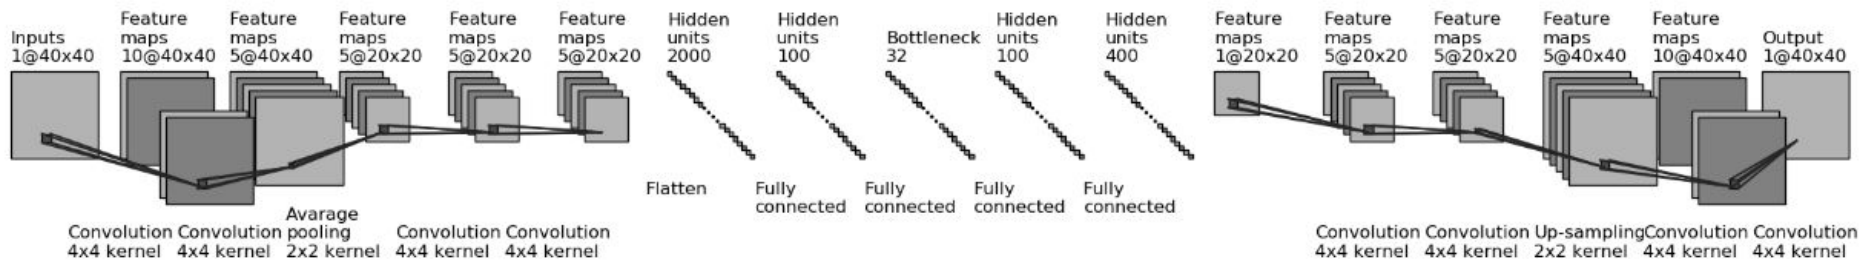 Inputs
1@40x40
Feature
maps
10@40x40
Feature
maps
5@40x40
Feature
maps
5@20x20
Feature
maps
5@20x20
Feature
maps
5@20x20
Hidden
units
2000
Hidden
units
100
Bottleneck
32
Hidden
units
100
Hidden
units
400
Feature
maps
1@20x20
Feature
maps
5@20x20
Feature
maps
5@20x20
Feature
maps
5@40x40
Feature
maps
10@40x40
Output
1@40x40
Convolution
4x4 kernel
Convolution
4x4 kernel
Avarage
pooling
2x2 kernel
Convolution
4x4 kernel
Convolution
4x4 kernel
Flatten
Fully
connected
Fully
connected
Fully
connected
Fully
connected
Convolution
4x4 kernel
Convolution
4x4 kernel
Up-sampling
2x2 kernel
Convolution
4x4 kernel
Convolution
4x4 kernel